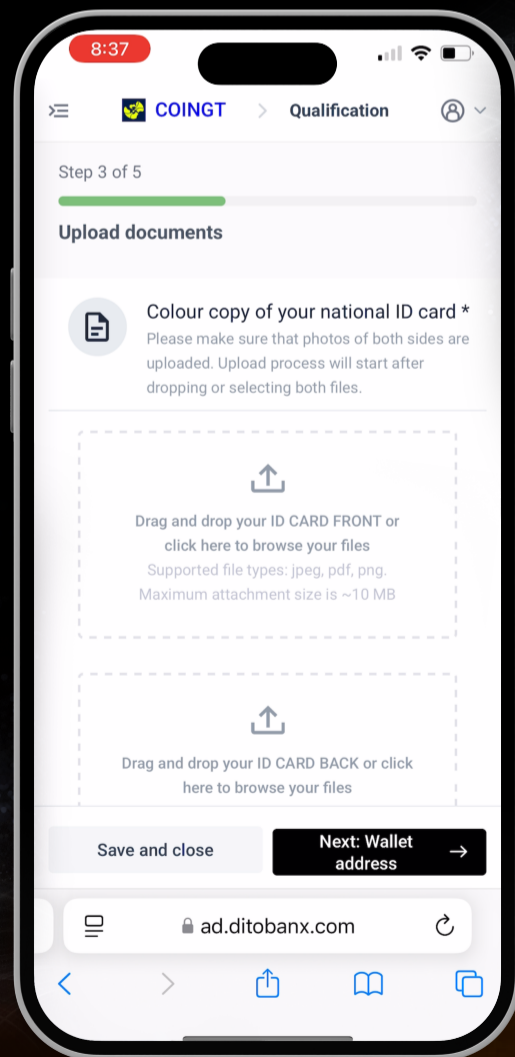 8:37
COINGT
Qualification
Step 3 of 5
Upload documents
Colour copy of your national ID card *
Please make sure that photos of both sides are
uploaded. Upload process will start after
dropping or selecting both files.
Drag and drop your ID CARD FRONT or
click here to browse your files
Supported file types: jpeg, pdf, png.
Maximum attachment size is ~10 MB
Drag and drop your ID CARD BACK or click
here to browse your files
Save and close
Next: Wallet
address
ad.ditobanx.com